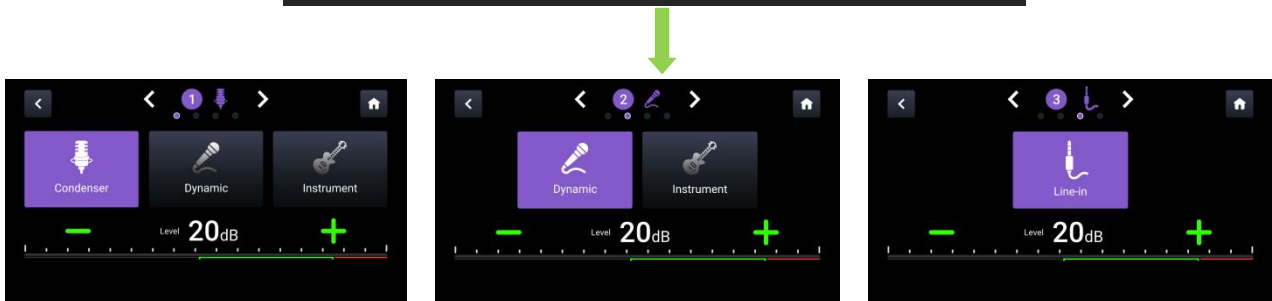 1
Condenser
Dynamic
Instrument
Level 20dB
2
Dynamic
Instrument
Level 20dB
3
Line-in
Level 20dB